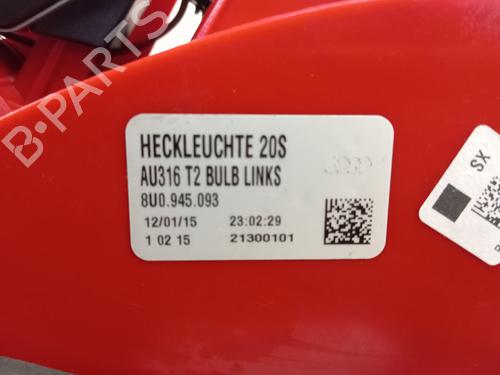 HECKLEUCHTE 20S
AU316 T2 BULB LINKS
8U0.945.093
12/01/15 23:02:29
1 02 15 21300101
SX
B-PARTS